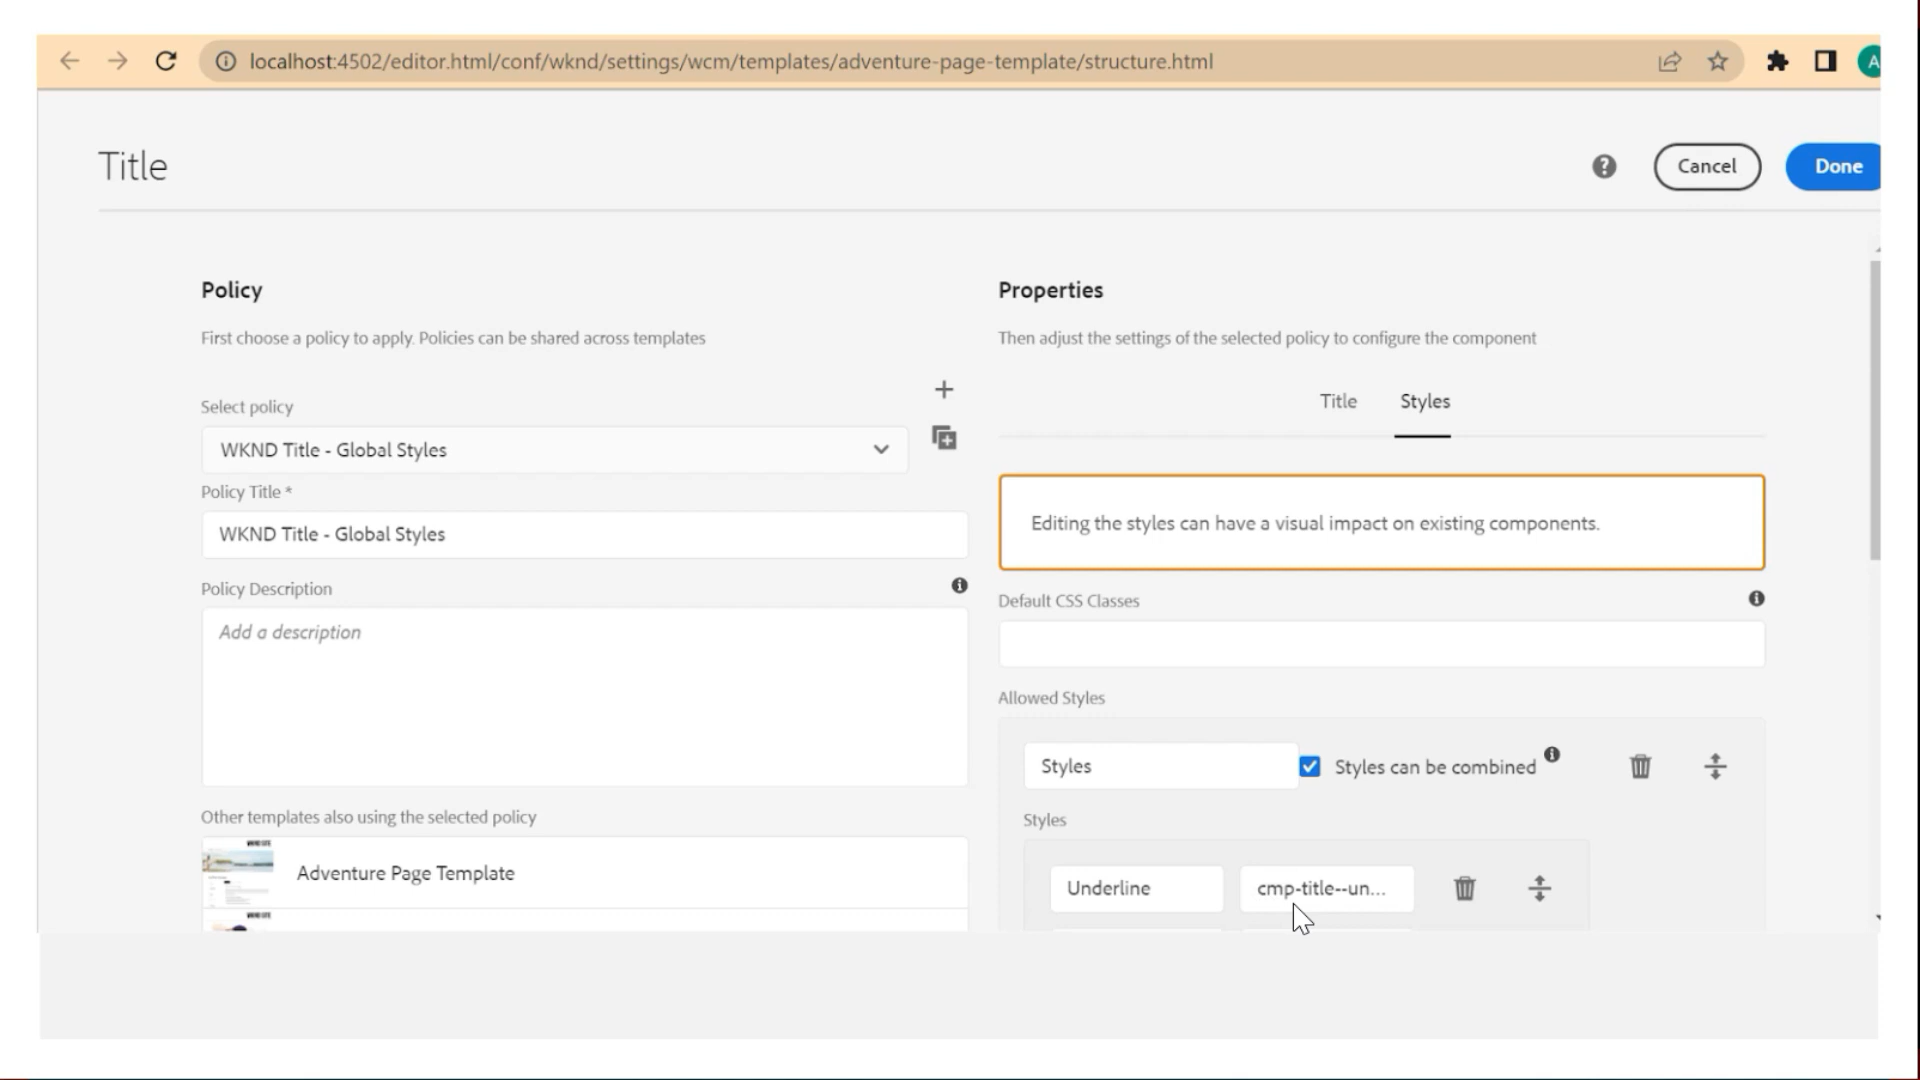 localhost:4502/editor.html/conf/wknd/settings/wcm/templates/adventure-page-template/structure.html
A
Title
Cancel
Done
Policy
First choose a policy to apply. Policies can be shared across templates
Select policy
WKND Title - Global Styles
Policy Title *
WKND Title - Global Styles
Policy Description
Add a description
Other templates also using the selected policy
WKND SITE
Adventure Page Template
WKND SITE
Properties
Then adjust the settings of the selected policy to configure the component
Title Styles
Editing the styles can have a visual impact on existing components.
Default CSS Classes
Allowed Styles
Styles
Styles can be combined
Styles
Underline
cmp-title--un...